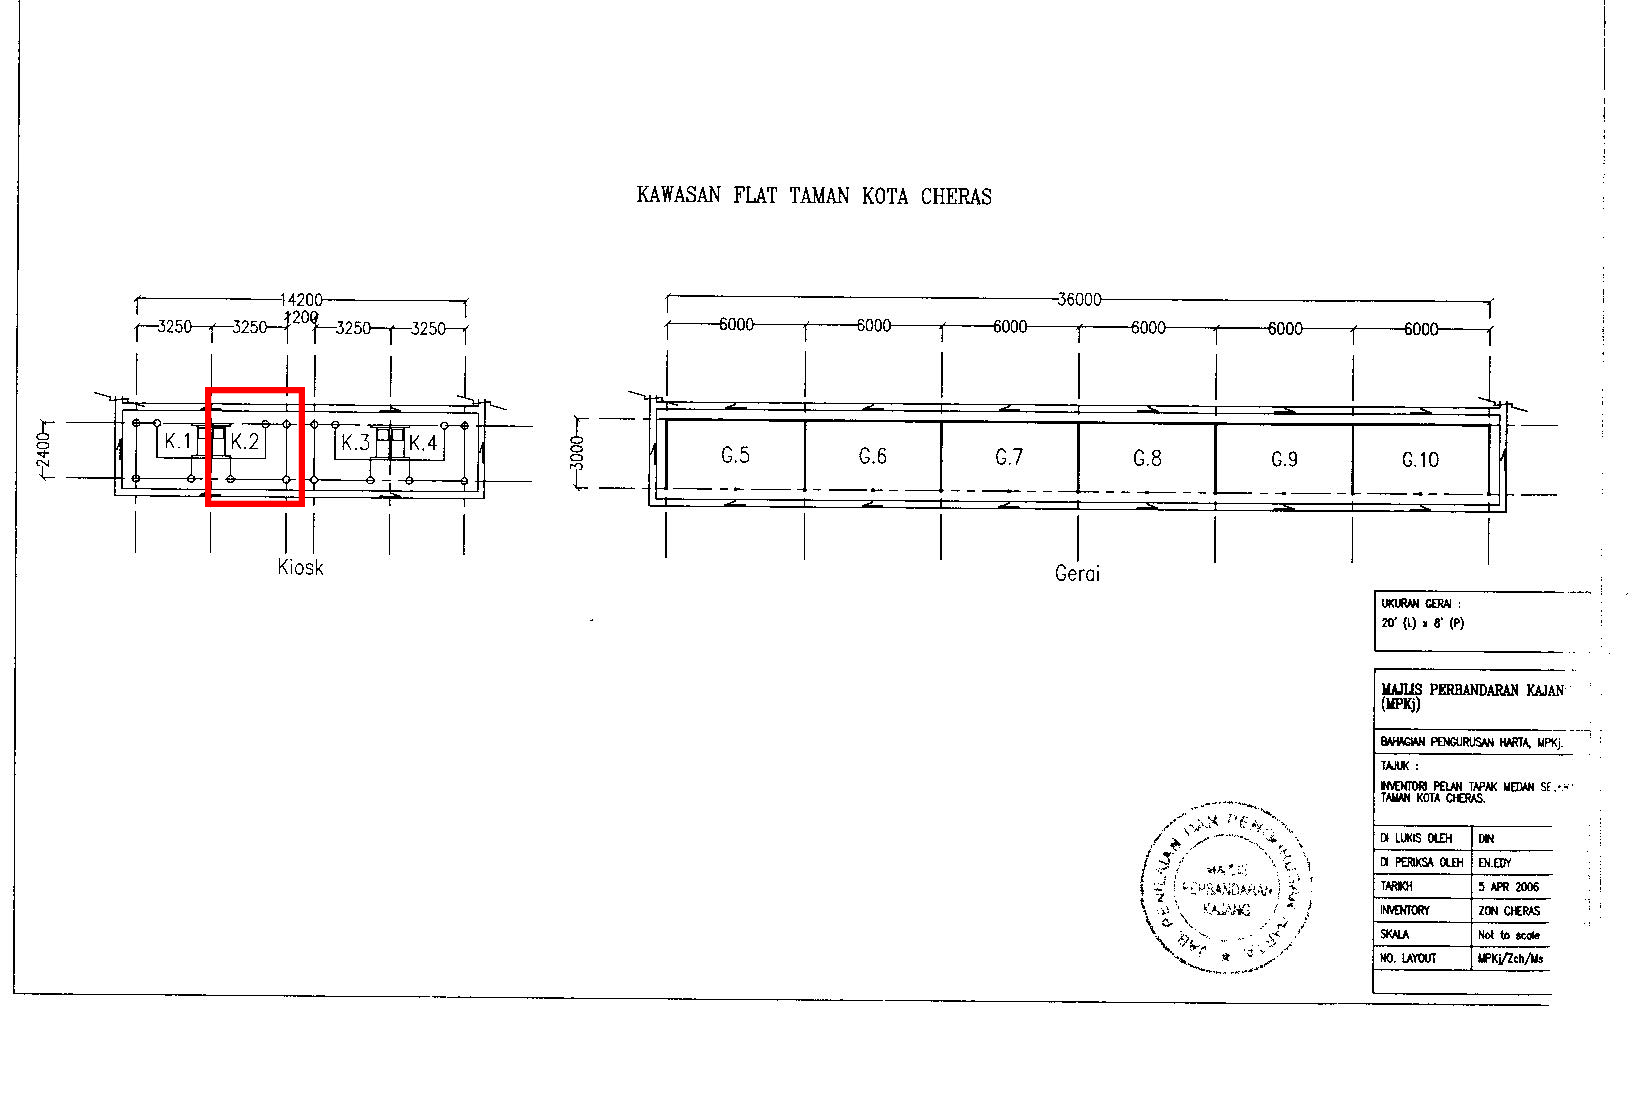 KAWASAN FLAT TAMAN KOTA CHERAS
14200
1200
3250 3250 3250 3250
2400
K.1 K.2 K.3 K.4
Kiosk
36000
6000 6000 6000 6000 6000 6000
3000
G.5 G.6 G.7 G.8 G.9 G.10
Gerai
UKURAN GERAI :
20' (L) x 8' (P)
MAJLIS PERBANDARAN KAJAN
(MPKj)
BAHAGIAN PENGURUSAN HARTA, MPKj.
TAJUK :
INVENTORI PELAN TAPAK MEDAN
TAMAN KOTA CHERAS.
DI LUKIS OLEH DIN
DI PERIKSA OLEH EN.EDY
TARIKH 5 APR 2006
INVENTORY ZON CHERAS
SKALA Not to scale
NO. LAYOUT MPKj/Zch/Ms
JAB. PENILAIAN DAN PENGURUSAN HARTA
MAJLIS
PERBANDARAN
KAJANG